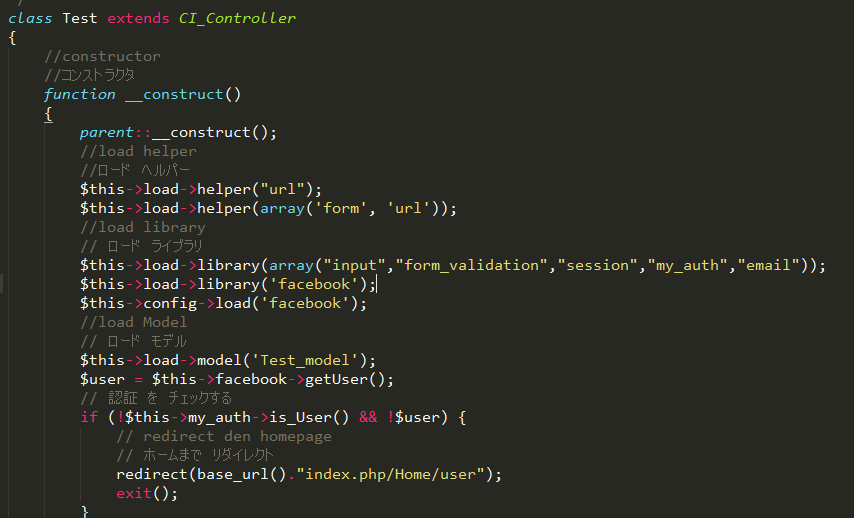 class Test extends CI_Controller
{
//constructor
//コンストラクタ
function __construct()
{
parent::__construct();
//load helper
//ロード ヘルパー
$this->load->helper("url");
$this->load->helper(array('form', 'url'));
//load library
// ロード ライブラリ
$this->load->library(array("input","form_validation","session","my_auth","email"));
$this->load->library('facebook');
$this->config->load('facebook');
//load Model
// ロード モデル
$this->load->model('Test_model');
$user = $this->facebook->getUser();
// 認証 を チェックする
if (!$this->my_auth->is_User() && !$user) {
// redirect den homepage
// ホームまで リダイレクト
redirect(base_url()."index.php/Home/user");
exit();
}